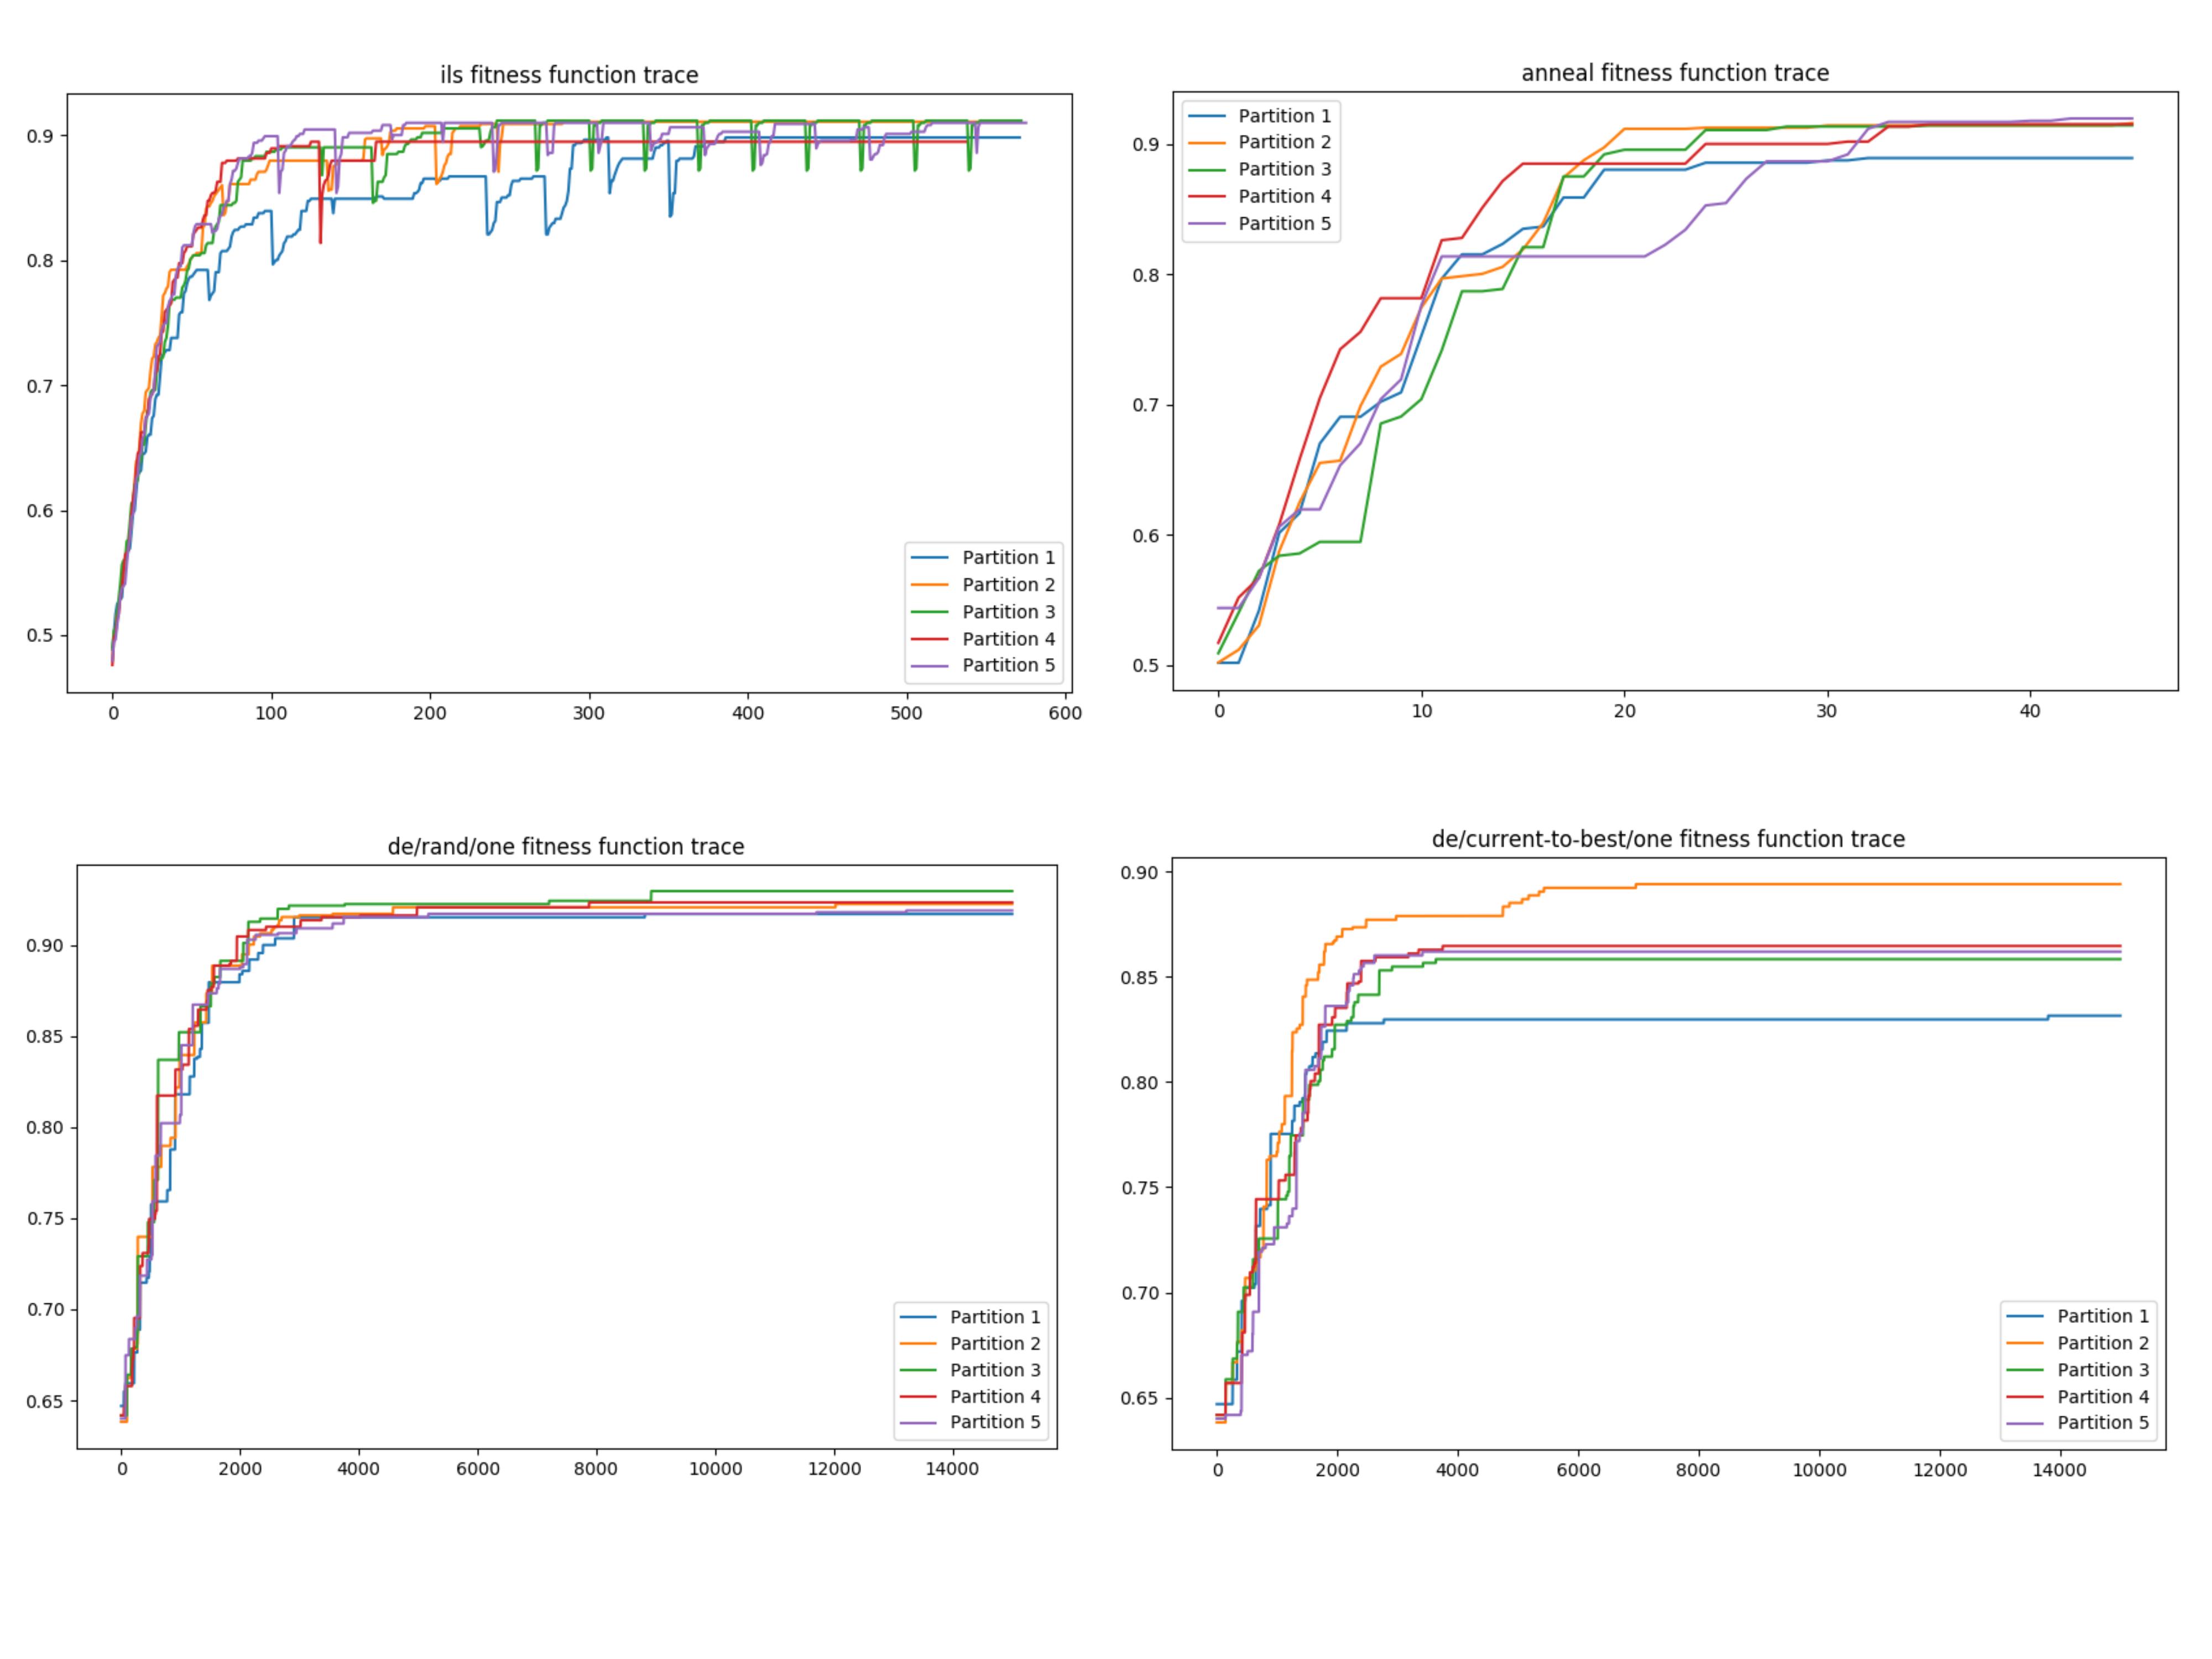 ils fitness function trace
0.9
0.8
0.7
0.6
0.5
0 100 200 300 400 500 600
Partition 1
Partition 2
Partition 3
Partition 4
Partition 5
anneal fitness function trace
0.9
0.8
0.7
0.6
0.5
0 10 20 30 40
Partition 1
Partition 2
Partition 3
Partition 4
Partition 5
de/rand/one fitness function trace
0.90
0.85
0.80
0.75
0.70
0.65
0 2000 4000 6000 8000 10000 12000 14000
Partition 1
Partition 2
Partition 3
Partition 4
Partition 5
de/current-to-best/one fitness function trace
0.90
0.85
0.80
0.75
0.70
0.65
0 2000 4000 6000 8000 10000 12000 14000
Partition 1
Partition 2
Partition 3
Partition 4
Partition 5